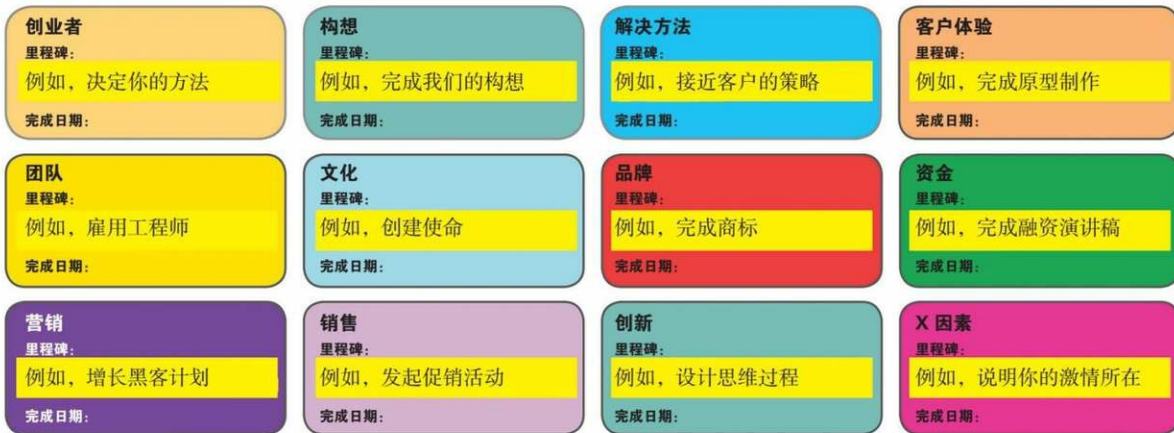 创业者
里程碑：
例如，决定你的方法
完成日期：
构想
里程碑：
例如，完成我们的构想
完成日期：
解决方法
里程碑：
例如，接近客户的策略
完成日期：
客户体验
里程碑：
例如，完成原型制作
完成日期：
团队
里程碑：
例如，雇用工程师
完成日期：
文化
里程碑：
例如，创建使命
完成日期：
品牌
里程碑：
例如，完成商标
完成日期：
资金
里程碑：
例如，完成融资演讲稿
完成日期：
营销
里程碑：
例如，增长黑客计划
完成日期：
销售
里程碑：
例如，发起促销活动
完成日期：
创新
里程碑：
例如，设计思维过程
完成日期：
X 因素
里程碑：
例如，说明你的激情所在
完成日期：